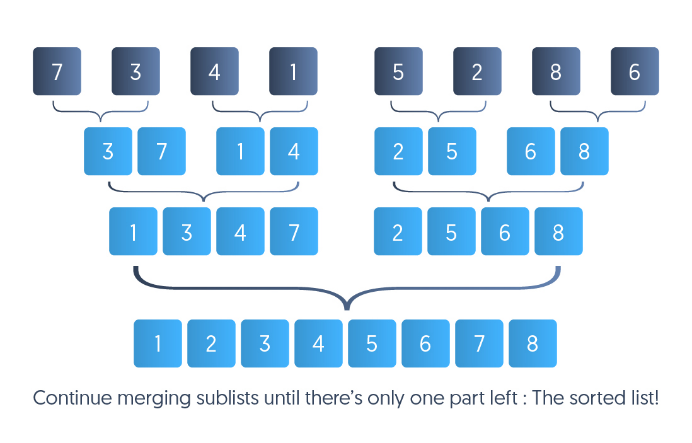 7 3 4 1 5 2 8 6
3 7 1 4 2 5 6 8
1 3 4 7 2 5 6 8
1 2 3 4 5 6 7 8
Continue merging sublists until there’s only one part left : The sorted list!